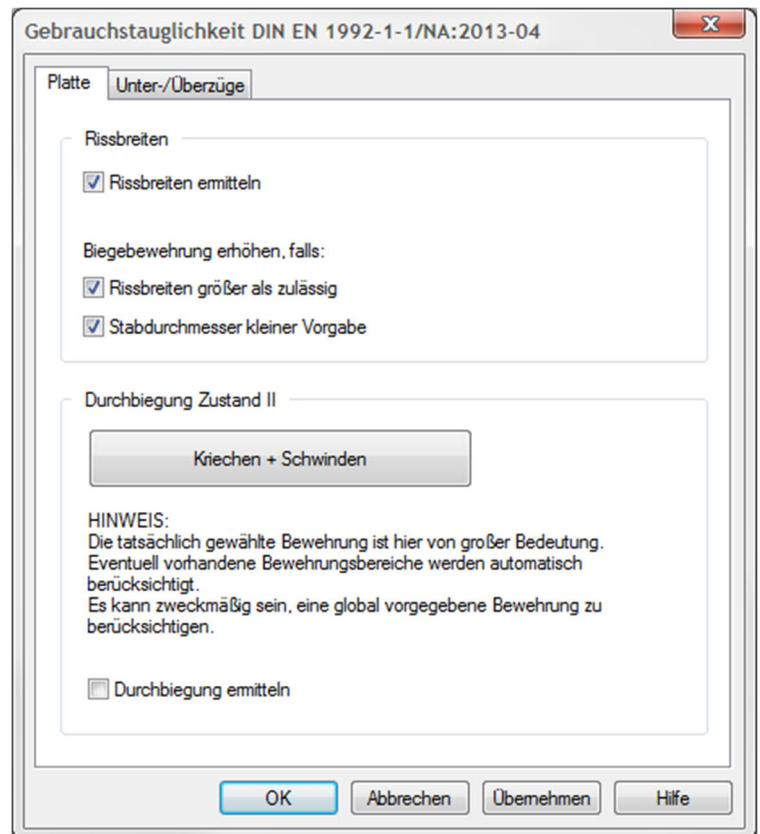 Gebrauchstauglichkeit DIN EN 1992-1-1/NA:2013-04
Platte
Unter-/Überzüge
Rissbreiten
Rissbreiten ermitteln
Biegebewehrung erhöhen, falls:
Rissbreiten größer als zulässig
Stabdurchmesser kleiner Vorgabe
Durchbiegung Zustand II
Kriechen + Schwinden
HINWEIS:
Die tatsächlich gewählte Bewehrung ist hier von großer Bedeutung.
Eventuell vorhandene Bewehrungsbereiche werden automatisch
berücksichtigt.
Es kann zweckmäßig sein, eine global vorgegebene Bewehrung zu
berücksichtigen.
Durchbiegung ermitteln
OK
Abbrechen
Übernehmen
Hilfe